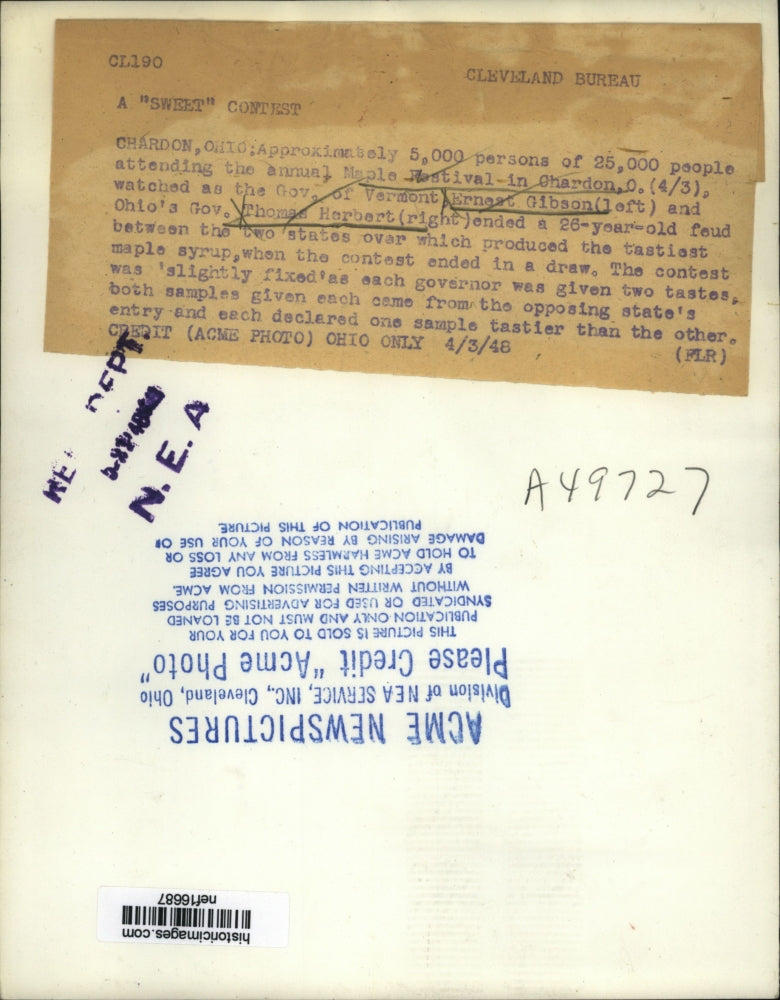 CL190
CLEVELAND BUREAU
A "SWEET" CONTEST
CHARDON, OHIO;Approximately 5,000 persons of 25,000 people
attending the annual Maple Festival in Chardon,O.(4/3),
watched as the Gov. of Vermont Ernest Gibson(left) and
Ohio's Gov. Thomas Herbert(right)ended a 26-year-old feud
between the two states over which produced the tastiest
maple syrup,when the contest ended in a draw. The contest
was 'slightly fixed'as each governor was given two tastes,
both samples given each came from the opposing state's
entry and each declared one sample tastier than the other.
CREDIT (ACME PHOTO) OHIO ONLY 4/3/48 (FLR)
DEPT.
N.E.A
A49727
ACME NEWSPICTURES
Division of NEA SERVICE, INC., Cleveland, Ohio
Please Credit "Acme Photo"
THIS PICTURE IS SOLD TO YOU FOR YOUR
PUBLICATION ONLY AND MUST NOT BE LOANED
SYNDICATED OR USED FOR ADVERTISING PURPOSES
WITHOUT WRITTEN PERMISSION FROM ACME.
BY ACCEPTING THIS PICTURE YOU AGREE
TO HOLD ACME HARMLESS FROM ANY LOSS OR
DAMAGE ARISING BY REASON OF YOUR USE OR
PUBLICATION OF THIS PICTURE.
historicimages.com
nef16687